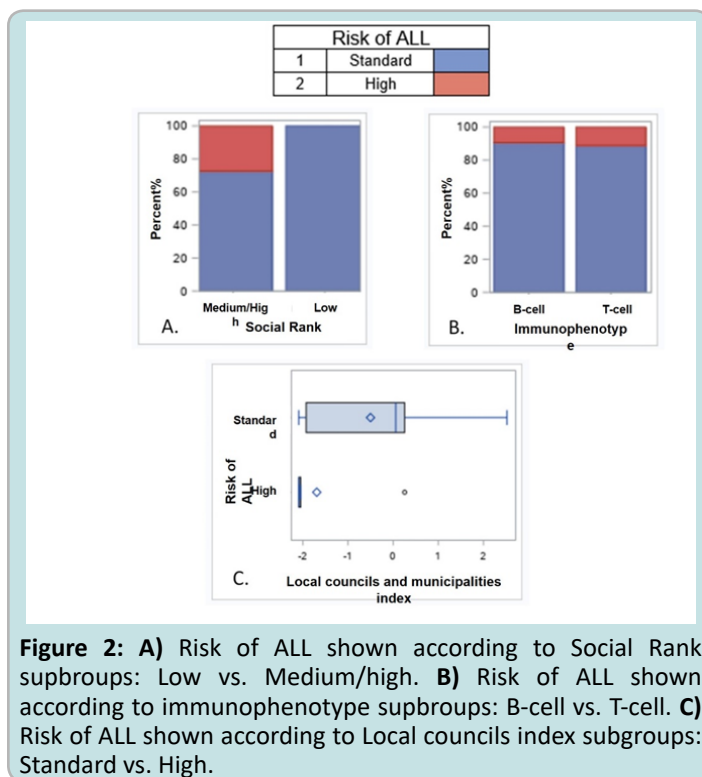 Risk of ALL
1 Standard
2 High
100
80
60
40
20
0
Percent%
Medium/Hig
h
Low
Social Rank
A.
100
80
60
40
20
0
Percent%
B-cell
T-cell
Immunophenotyp
e
B.
Standar
d
High
Risk of
ALL
-2 -1 0 1 2
Local councils and municipalities
index
C.
Figure 2: A) Risk of ALL shown according to Social Rank
supbroups: Low vs. Medium/high. B) Risk of ALL shown
according to immunophenotype supbroups: B-cell vs. T-cell. C)
Risk of ALL shown according to Local councils index subgroups:
Standard vs. High.